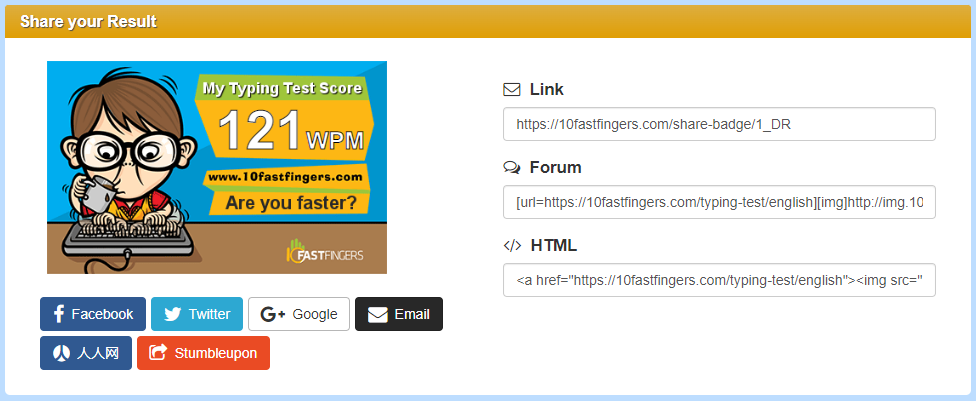 Share your Result
My Typing Test Score
121 WPM
www.10fastfingers.com
Are you faster?
10FASTFINGERS
Facebook
Twitter
G+ Google
Email
人人网
Stumbleupon
Link
https://10fastfingers.com/share-badge/1_DR
Forum
[url=https://10fastfingers.com/typing-test/english][img]http://img.10
</> HTML
<a href="https://10fastfingers.com/typing-test/english"><img src="